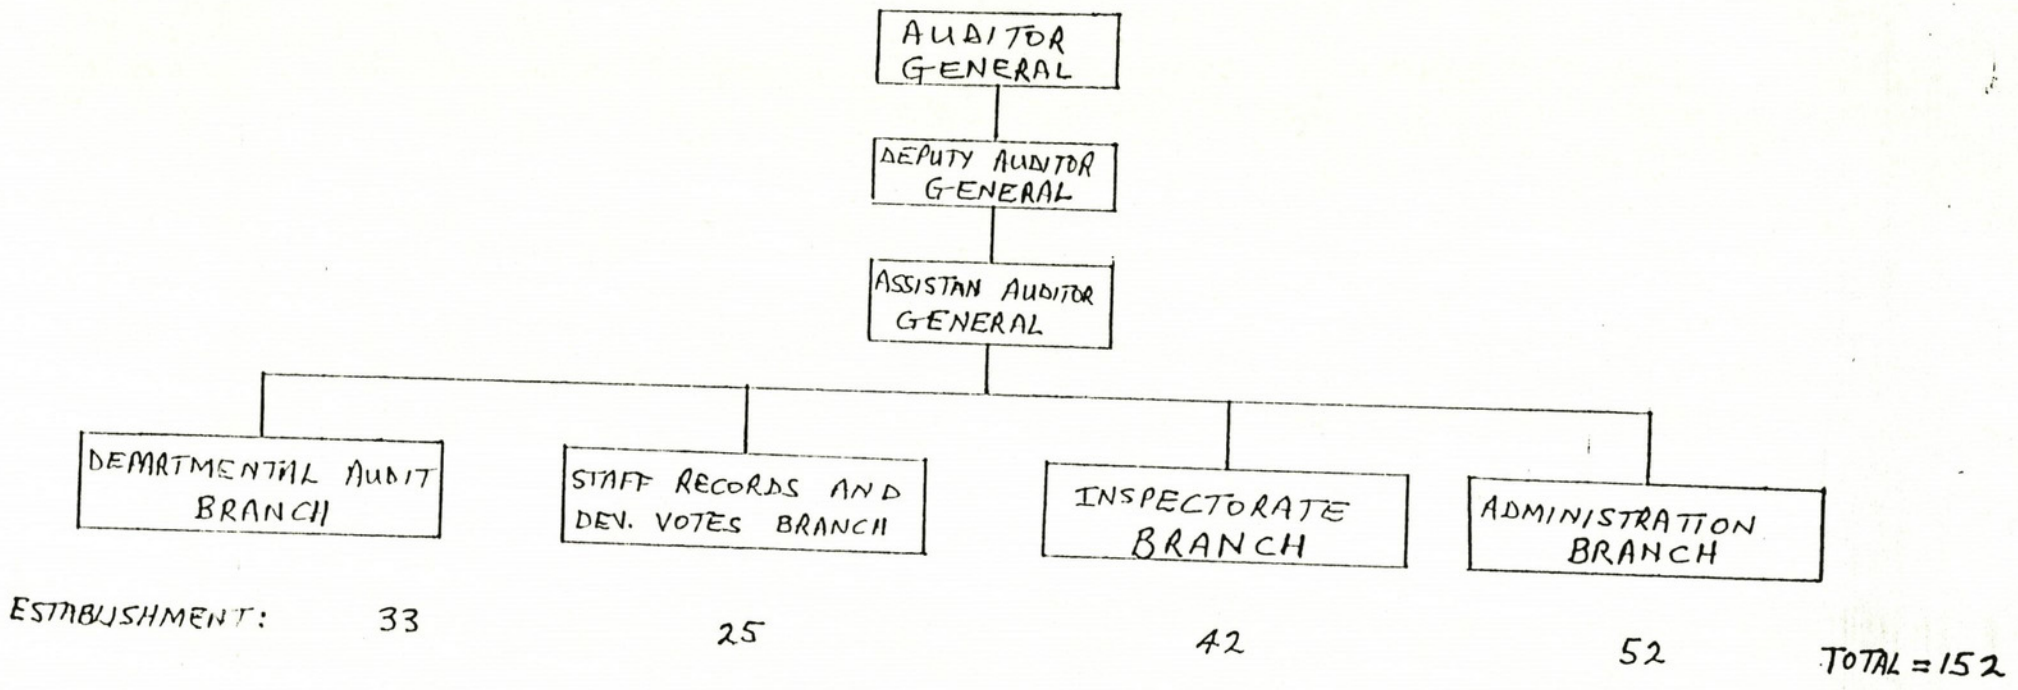 AUDITOR
GENERAL
DEPUTY AUDITOR
GENERAL
ASSISTAN AUDITOR
GENERAL
DEPARTMENTAL AUDIT
BRANCH
STAFF RECORDS AND
DEV. VOTES BRANCH
INSPECTORATE
BRANCH
ADMINISTRATION
BRANCH
ESTABLISHMENT: 33 25 42 52 TOTAL = 152